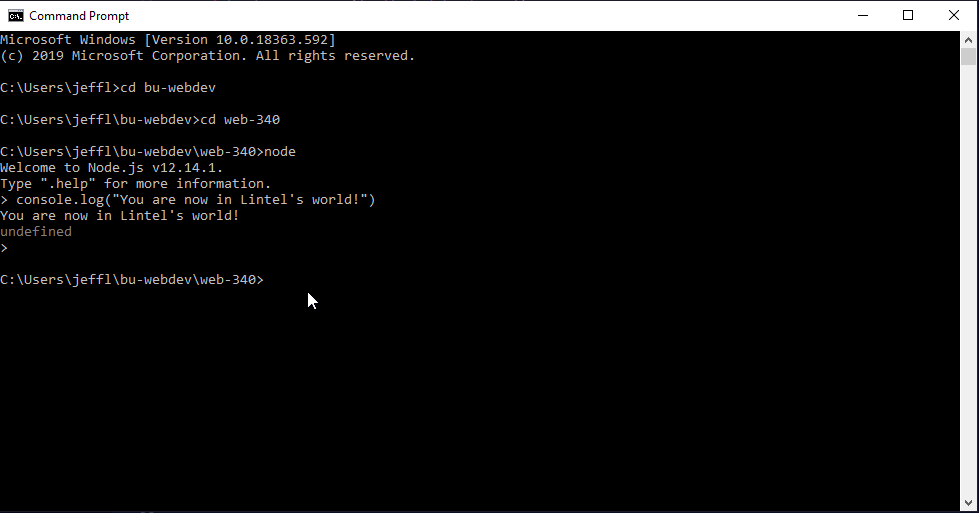 Command Prompt
Microsoft Windows [Version 10.0.18363.592]
(c) 2019 Microsoft Corporation. All rights reserved.
C:\Users\jeffl>cd bu-webdev
C:\Users\jeffl\bu-webdev>cd web-340
C:\Users\jeffl\bu-webdev\web-340>node
Welcome to Node.js v12.14.1.
Type ".help" for more information.
> console.log("You are now in Lintel's world!")
You are now in Lintel's world!
undefined
>
C:\Users\jeffl\bu-webdev\web-340>